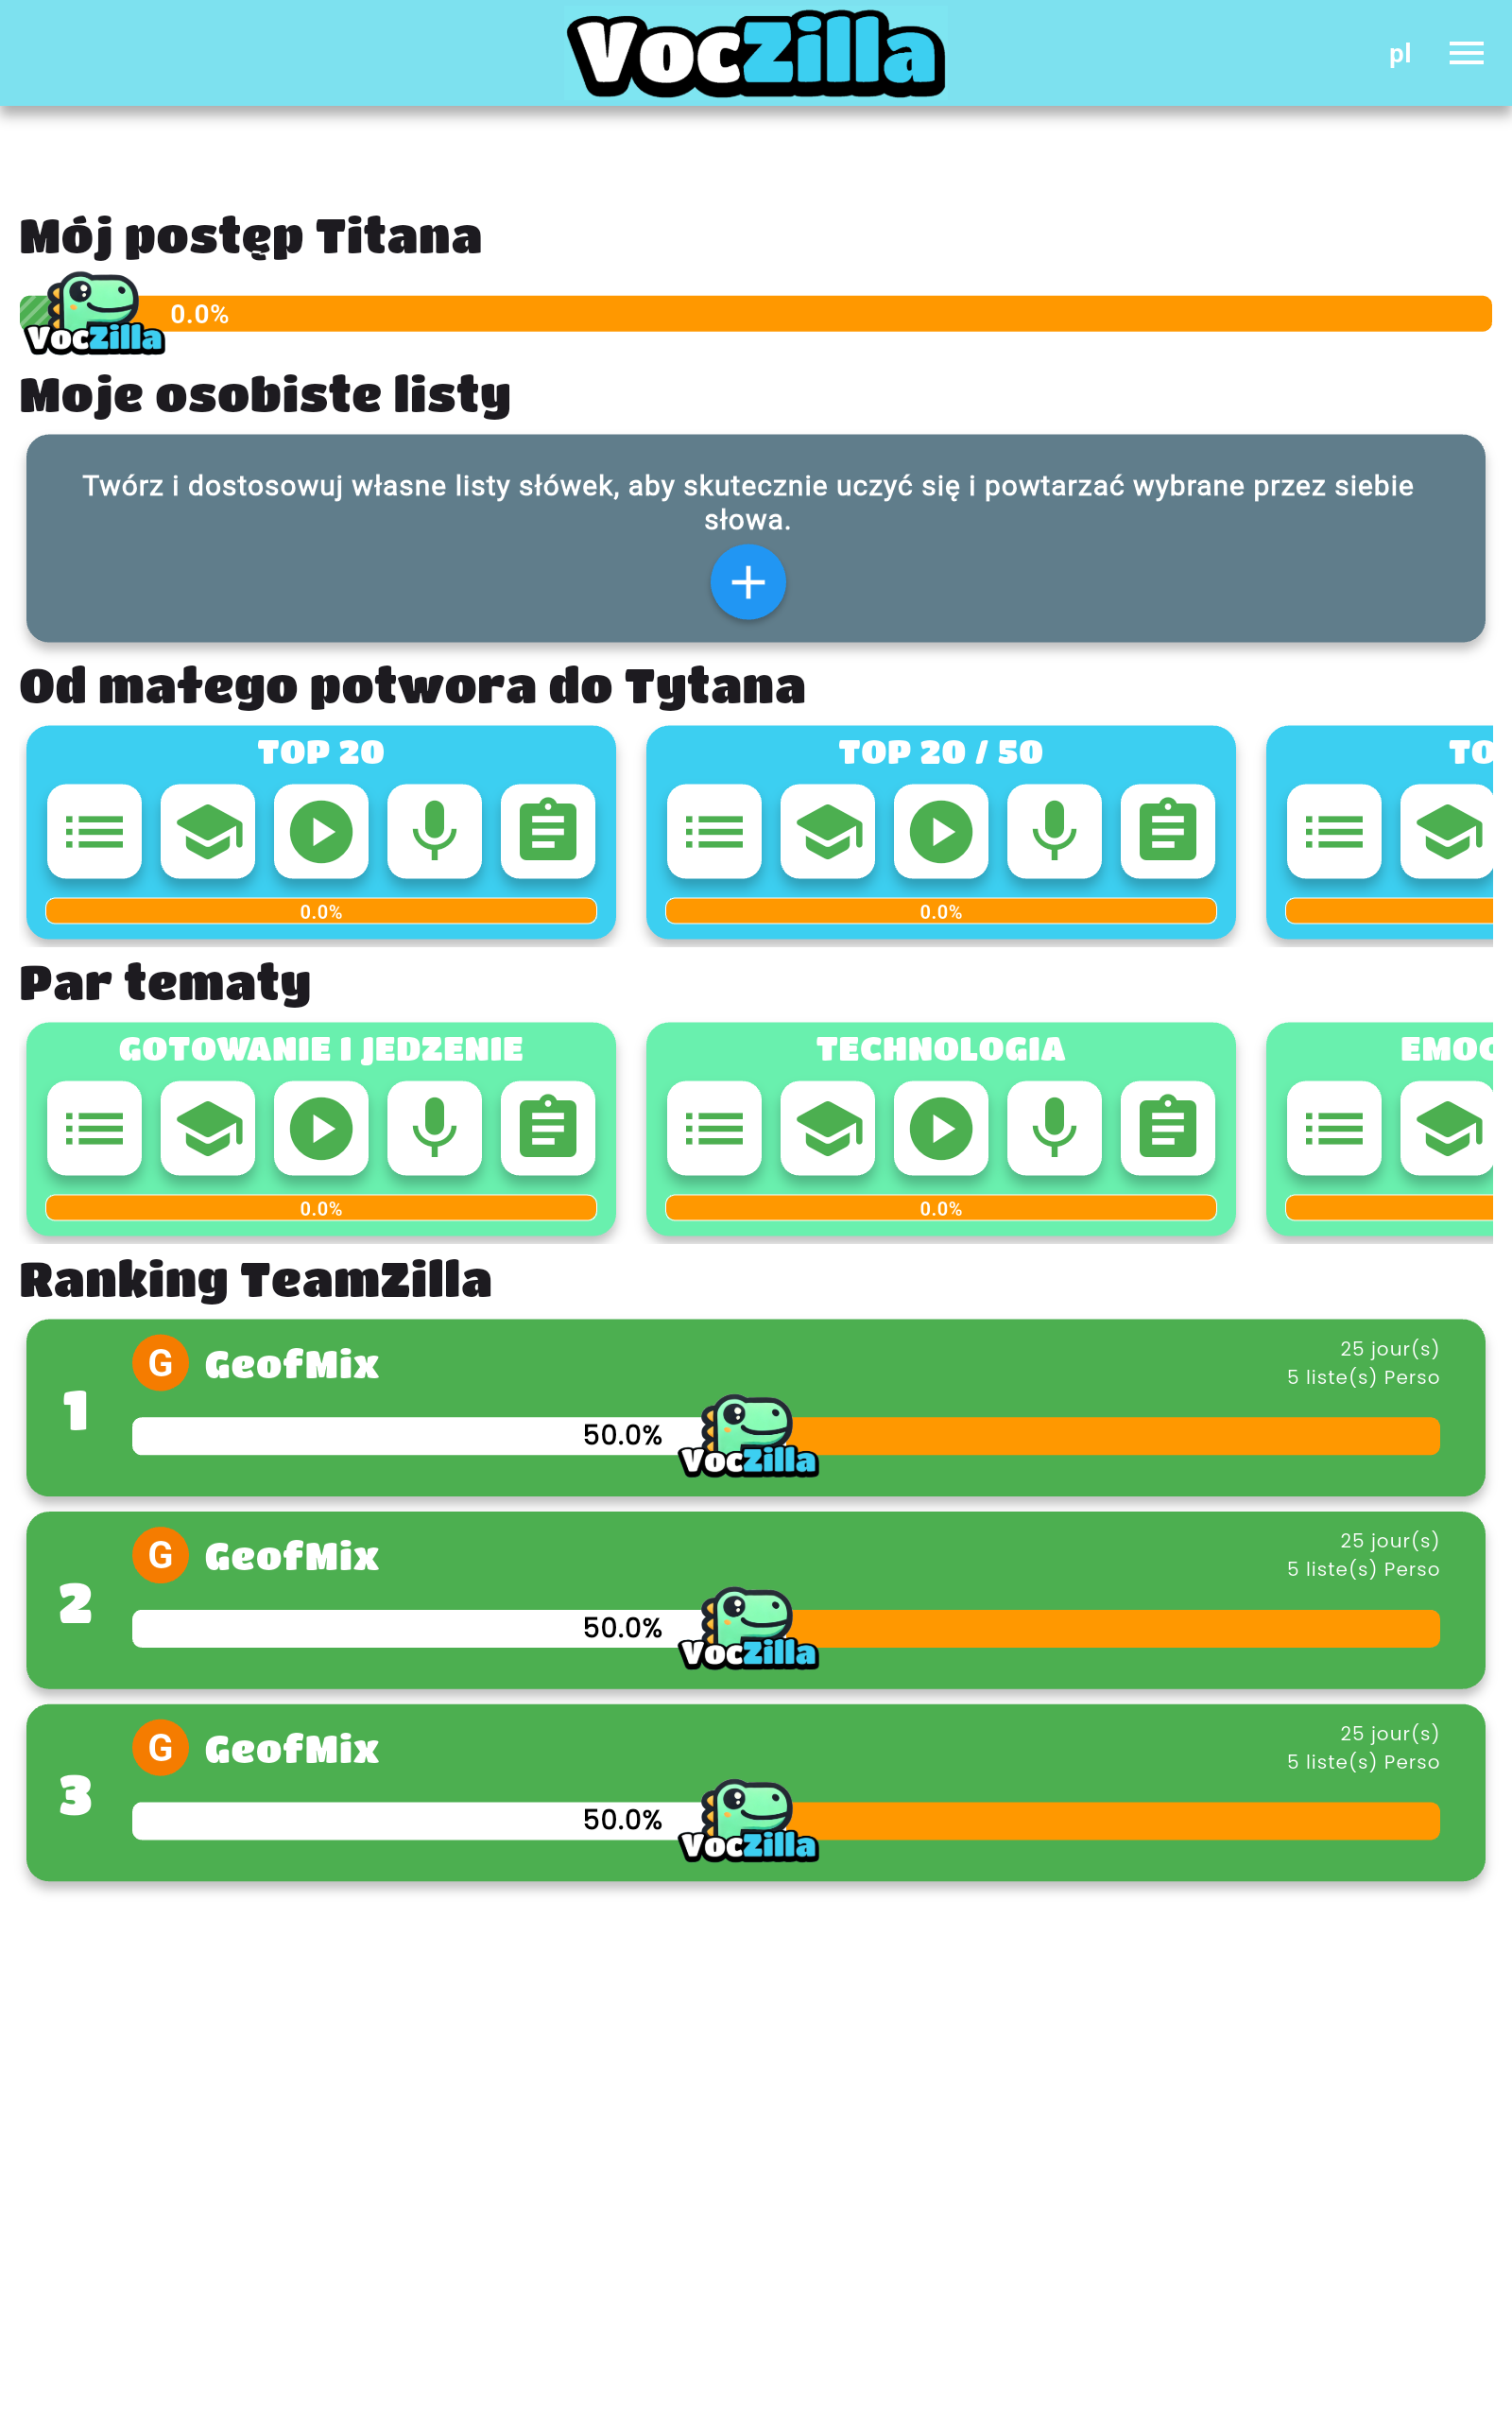 VocZilla
pl
Mój postęp Titana
0.0%
VocZilla
Moje osobiste listy
Twórz i dostosowuj własne listy słówek, aby skutecznie uczyć się i powtarzać wybrane przez siebie
słowa.
Od małego potwora do Tytana
TOP 20
TOP 20 / 50
TO
0.0%
0.0%
Par tematy
GOTOWANIE I JEDZENIE
TECHNOLOGIA
EMOC
0.0%
0.0%
Ranking TeamZilla
1
G GeofMix
25 jour(s)
5 liste(s) Perso
50.0%
VocZilla
2
G GeofMix
25 jour(s)
5 liste(s) Perso
50.0%
VocZilla
3
G GeofMix
25 jour(s)
5 liste(s) Perso
50.0%
VocZilla